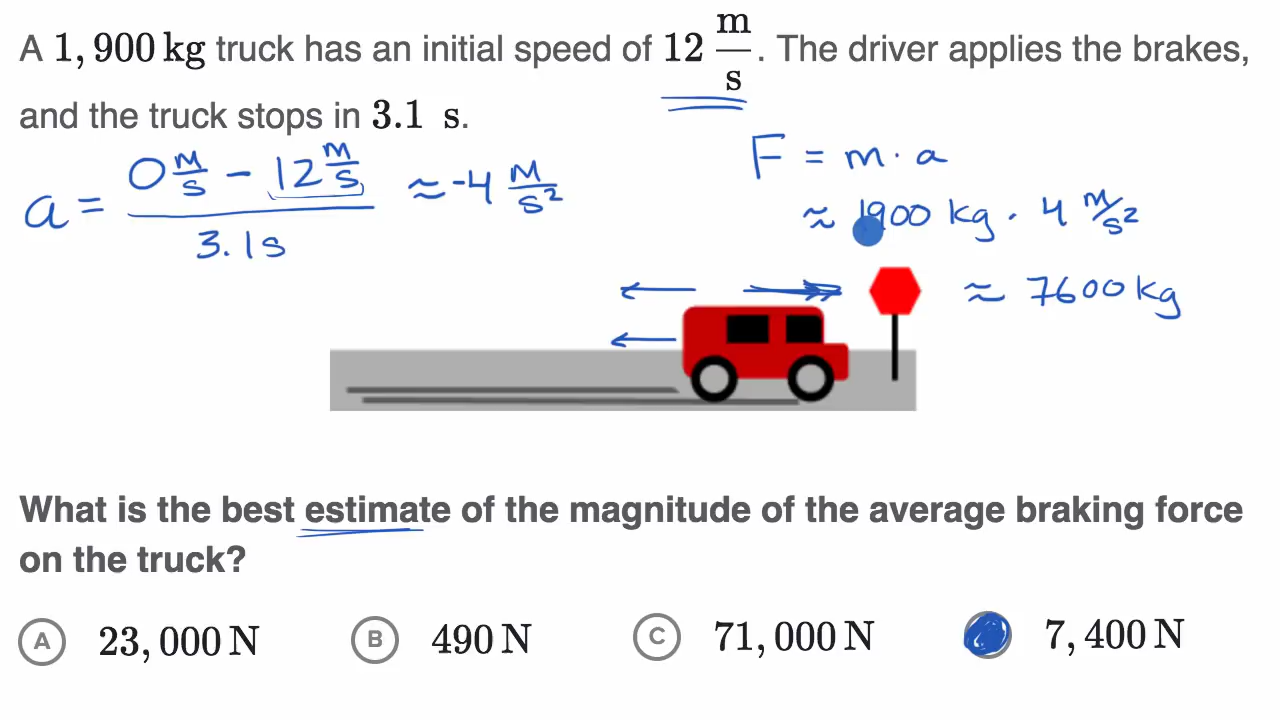 A 1,900 kg truck has an initial speed of 12 m/s. The driver applies the brakes,
and the truck stops in 3.1 s.
a = (0 m/s - 12 m/s) / 3.1s ≈ -4 m/s²
F = m · a
≈ 1900 kg · 4 m/s²
≈ 7600 kg
What is the best estimate of the magnitude of the average braking force
on the truck?
A 23,000 N B 490 N C 71,000 N 7,400 N